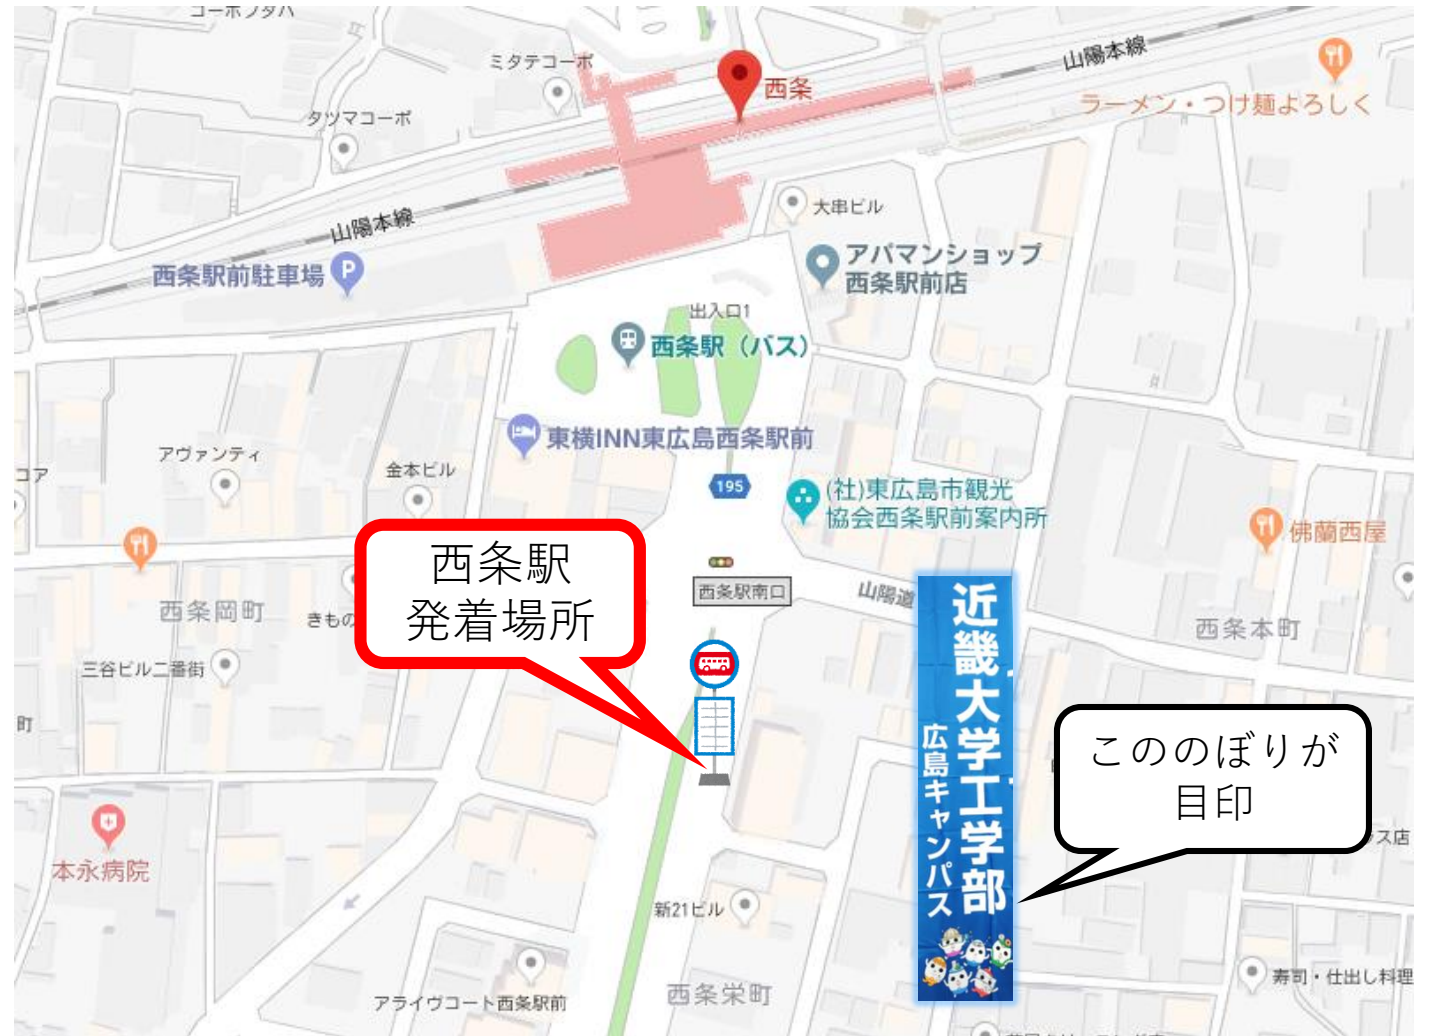 コーポノダハ
ミタテコーポ
西条
山陽本線
ラーメン・つけ麺よろしく
タツマコーポ
山陽本線
大串ビル
西条駅前駐車場
P
アパマンショップ
西条駅前店
出入口1
西条駅（バス）
東横INN東広島西条駅前
アヴァンティ
金本ビル
コア
195
(社)東広島市観光
協会西条駅前案内所
佛蘭西屋
西条駅
発着場所
西条駅南口
山陽道
西条岡町
きもの
西条本町
三谷ビル二番街
町
近畿大学工学部
広島キャンパス
こののぼりが
目印
本永病院
ス店
新21ビル
アライヴコート西条駅前
西条栄町
寿司・仕出し料理